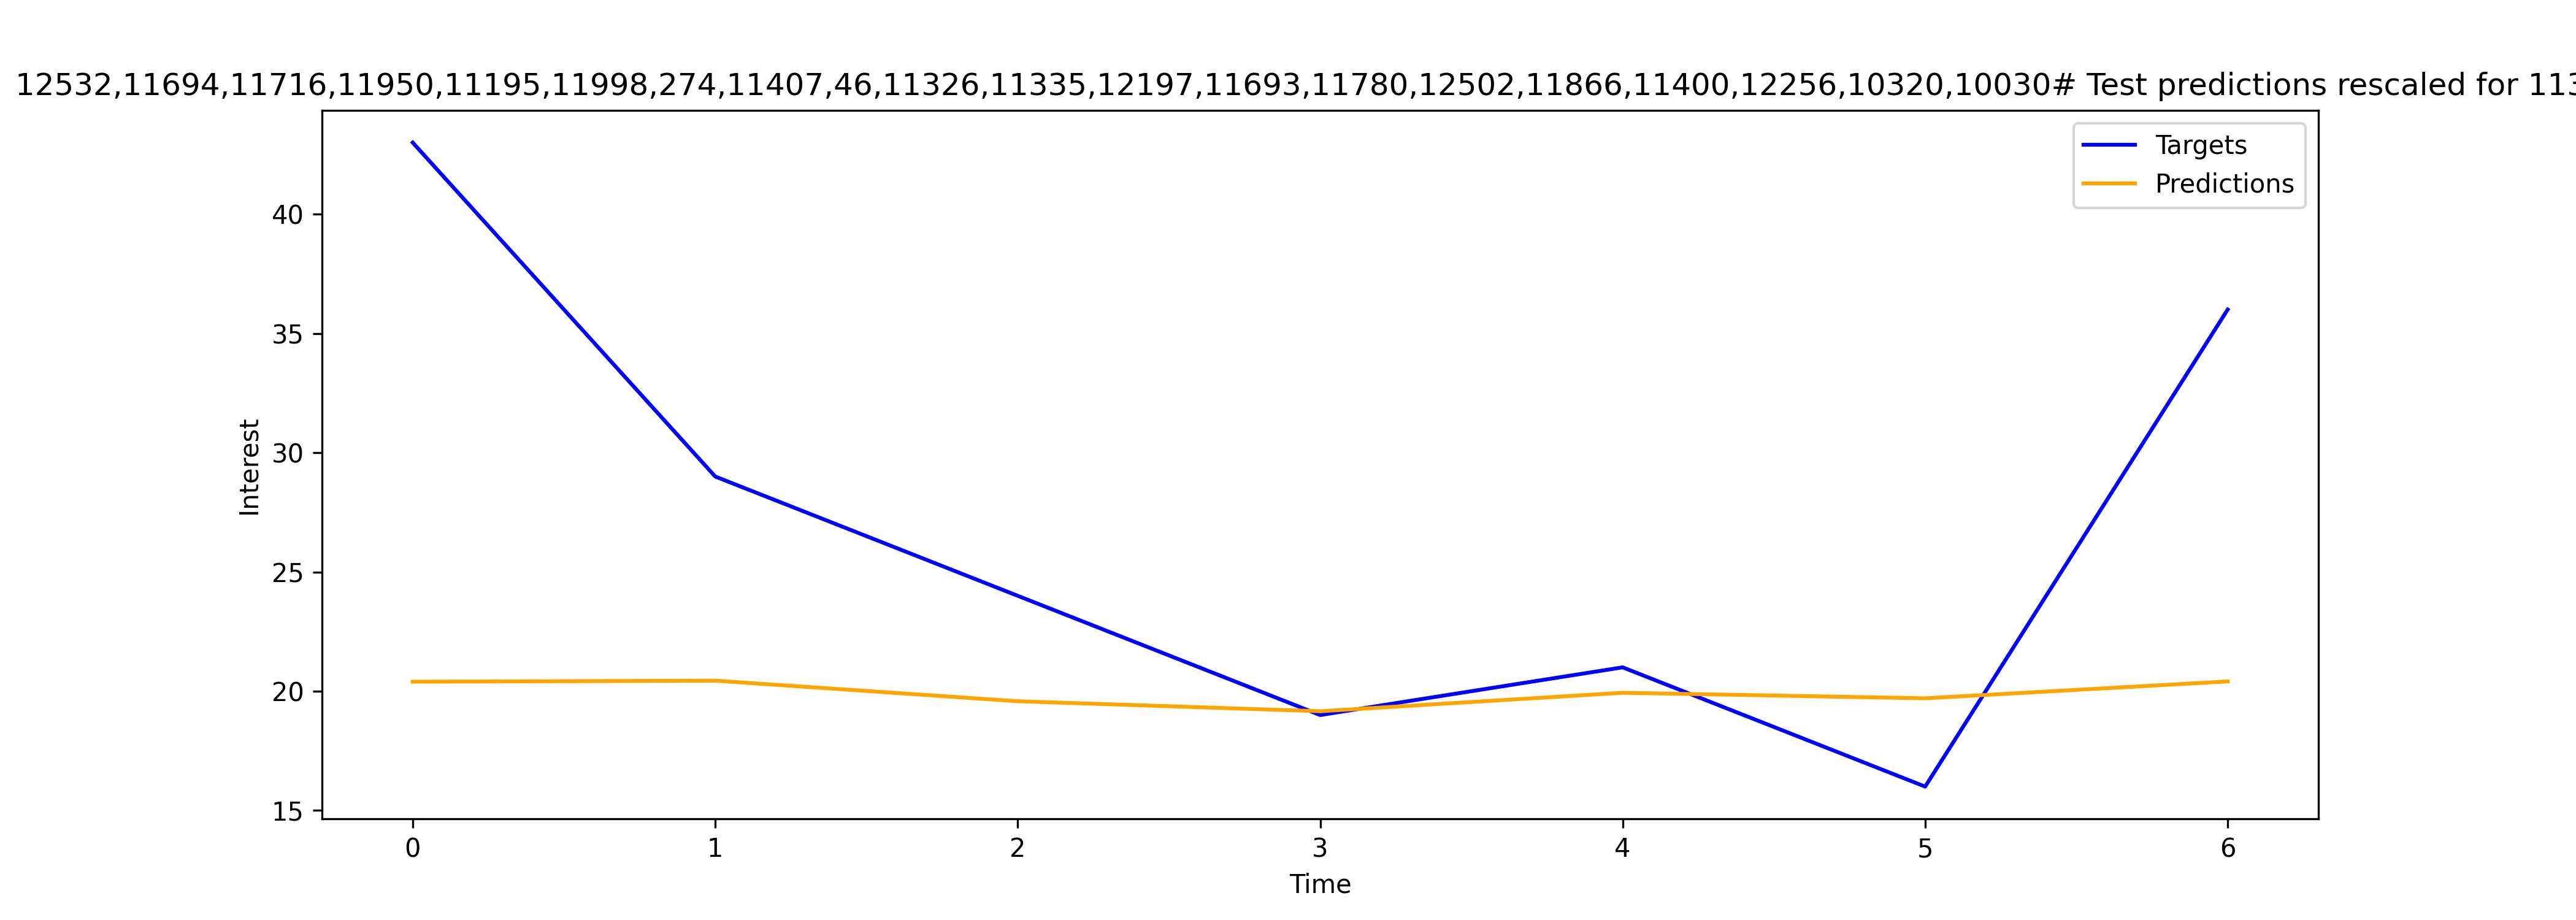 12532,11694,11716,11950,11195,11998,274,11407,46,11326,11335,12197,11693,11780,12502,11866,11400,12256,10320,10030# Test predictions rescaled for 113
Targets
Predictions
40
35
30
25
20
15
Interest
0 1 2 3 4 5 6
Time